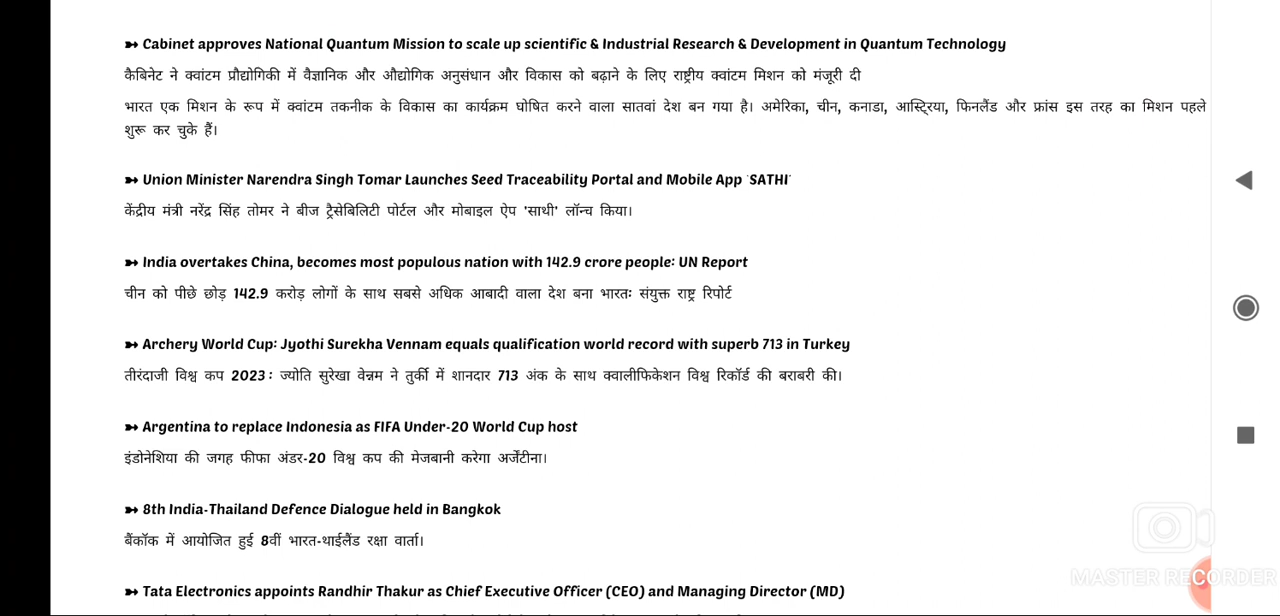 ➽ Cabinet approves National Quantum Mission to scale up scientific & Industrial Research & Development in Quantum Technology
कैबिनेट ने क्वांटम प्रौद्योगिकी में वैज्ञानिक और औद्योगिक अनुसंधान और विकास को बढ़ाने के लिए राष्ट्रीय क्वांटम मिशन को मंजूरी दी
भारत एक मिशन के रूप में क्वांटम तकनीक के विकास का कार्यक्रम घोषित करने वाला सातवां देश बन गया है। अमेरिका, चीन, कनाडा, आस्ट्रिया, फिनलैंड और फ्रांस इस तरह का मिशन पहले
शुरू कर चुके हैं।
➽ Union Minister Narendra Singh Tomar Launches Seed Traceability Portal and Mobile App 'SATHI'
केंद्रीय मंत्री नरेंद्र सिंह तोमर ने बीज ट्रैसेबिलिटी पोर्टल और मोबाइल ऐप 'साथी' लॉन्च किया।
➽ India overtakes China, becomes most populous nation with 142.9 crore people: UN Report
चीन को पीछे छोड़ 142.9 करोड़ लोगों के साथ सबसे अधिक आबादी वाला देश बना भारतः संयुक्त राष्ट्र रिपोर्ट
➽ Archery World Cup: Jyothi Surekha Vennam equals qualification world record with superb 713 in Turkey
तीरंदाजी विश्व कप 2023: ज्योति सुरेखा वेन्नम ने तुर्की में शानदार 713 अंक के साथ क्वालीफिकेशन विश्व रिकॉर्ड की बराबरी की।
➽ Argentina to replace Indonesia as FIFA Under-20 World Cup host
इंडोनेशिया की जगह फीफा अंडर-20 विश्व कप की मेजबानी करेगा अर्जेंटीना।
➽ 8th India-Thailand Defence Dialogue held in Bangkok
बैंकॉक में आयोजित हुई 8वीं भारत-थाईलैंड रक्षा वार्ता।
➽ Tata Electronics appoints Randhir Thakur as Chief Executive Officer (CEO) and Managing Director (MD)
MASTER RECORDER